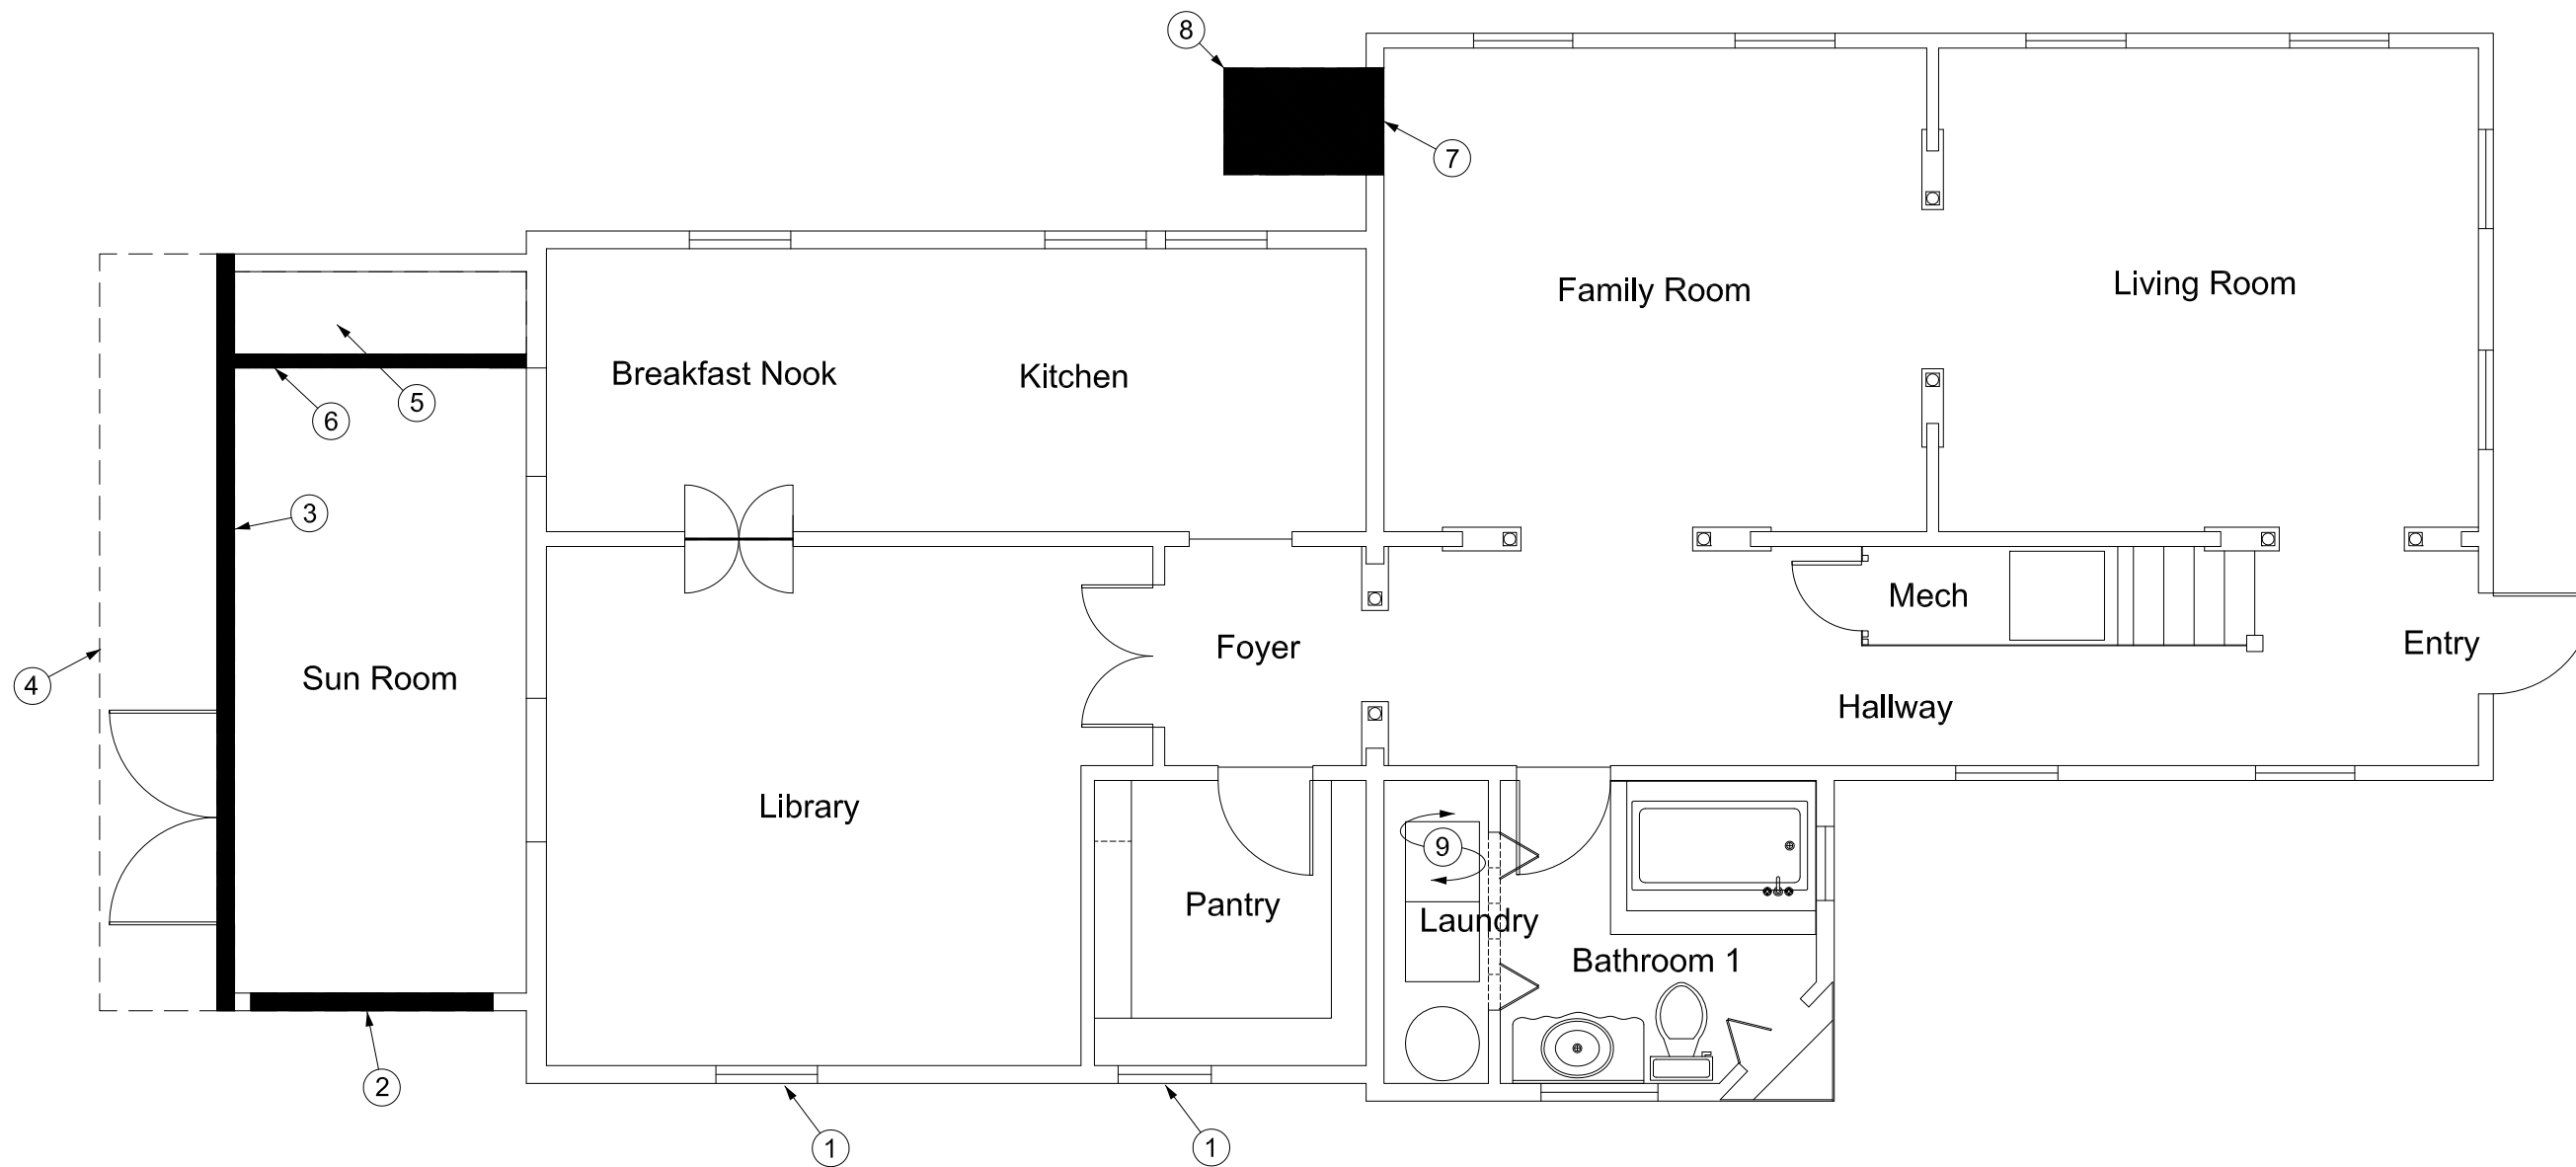 8
7
Family Room
Living Room
Breakfast Nook
Kitchen
5
6
3
Mech
Foyer
Entry
4
Sun Room
Hallway
Library
9
Pantry
Laundry
Bathroom 1
2
1
1